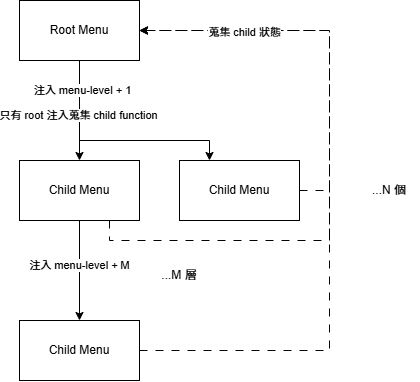 Root Menu
蒐集 child 狀態
注入 menu-level + 1
只有 root 注入蒐集 child function
Child Menu
Child Menu
...N 個
注入 menu-level + M
...M 層
Child Menu